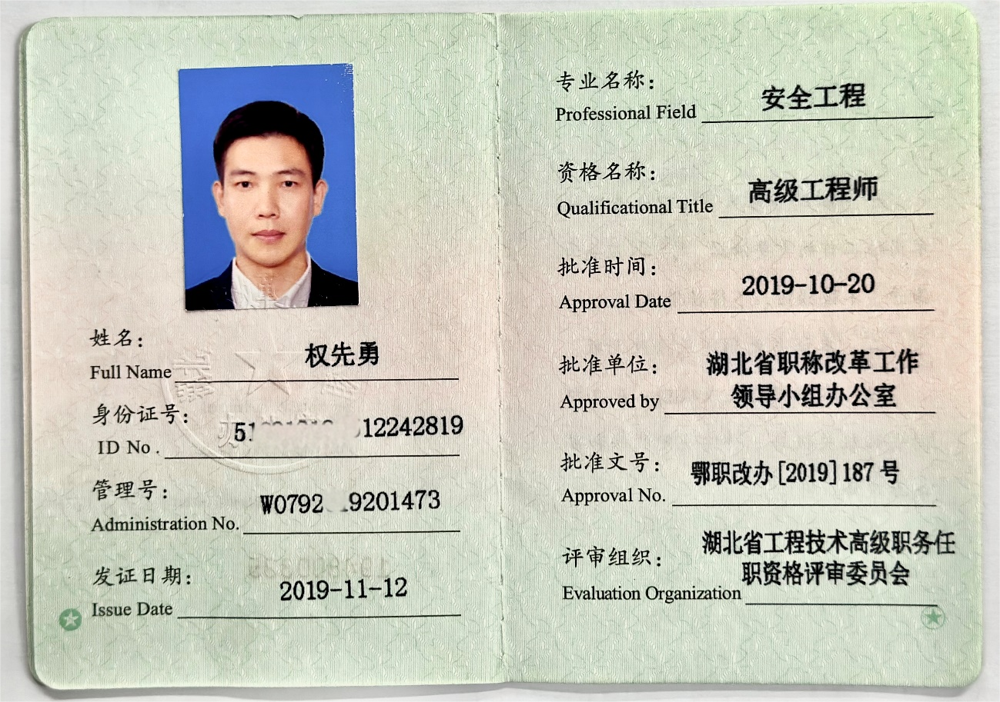 姓名：
权先勇
Full Name
身份证号：
51 12242819
ID No .
管理号：
W0792 9201473
Administration No.
发证日期：
2019-11-12
Issue Date
专业名称：
安全工程
Professional Field
资格名称：
高级工程师
Qualificational Title
批准时间：
2019-10-20
Approval Date
批准单位：
湖北省职称改革工作
领导小组办公室
Approved by
批准文号：
鄂职改办[2019]187号
Approval No.
评审组织：
湖北省工程技术高级职务任
职资格评审委员会
Evaluation Organization